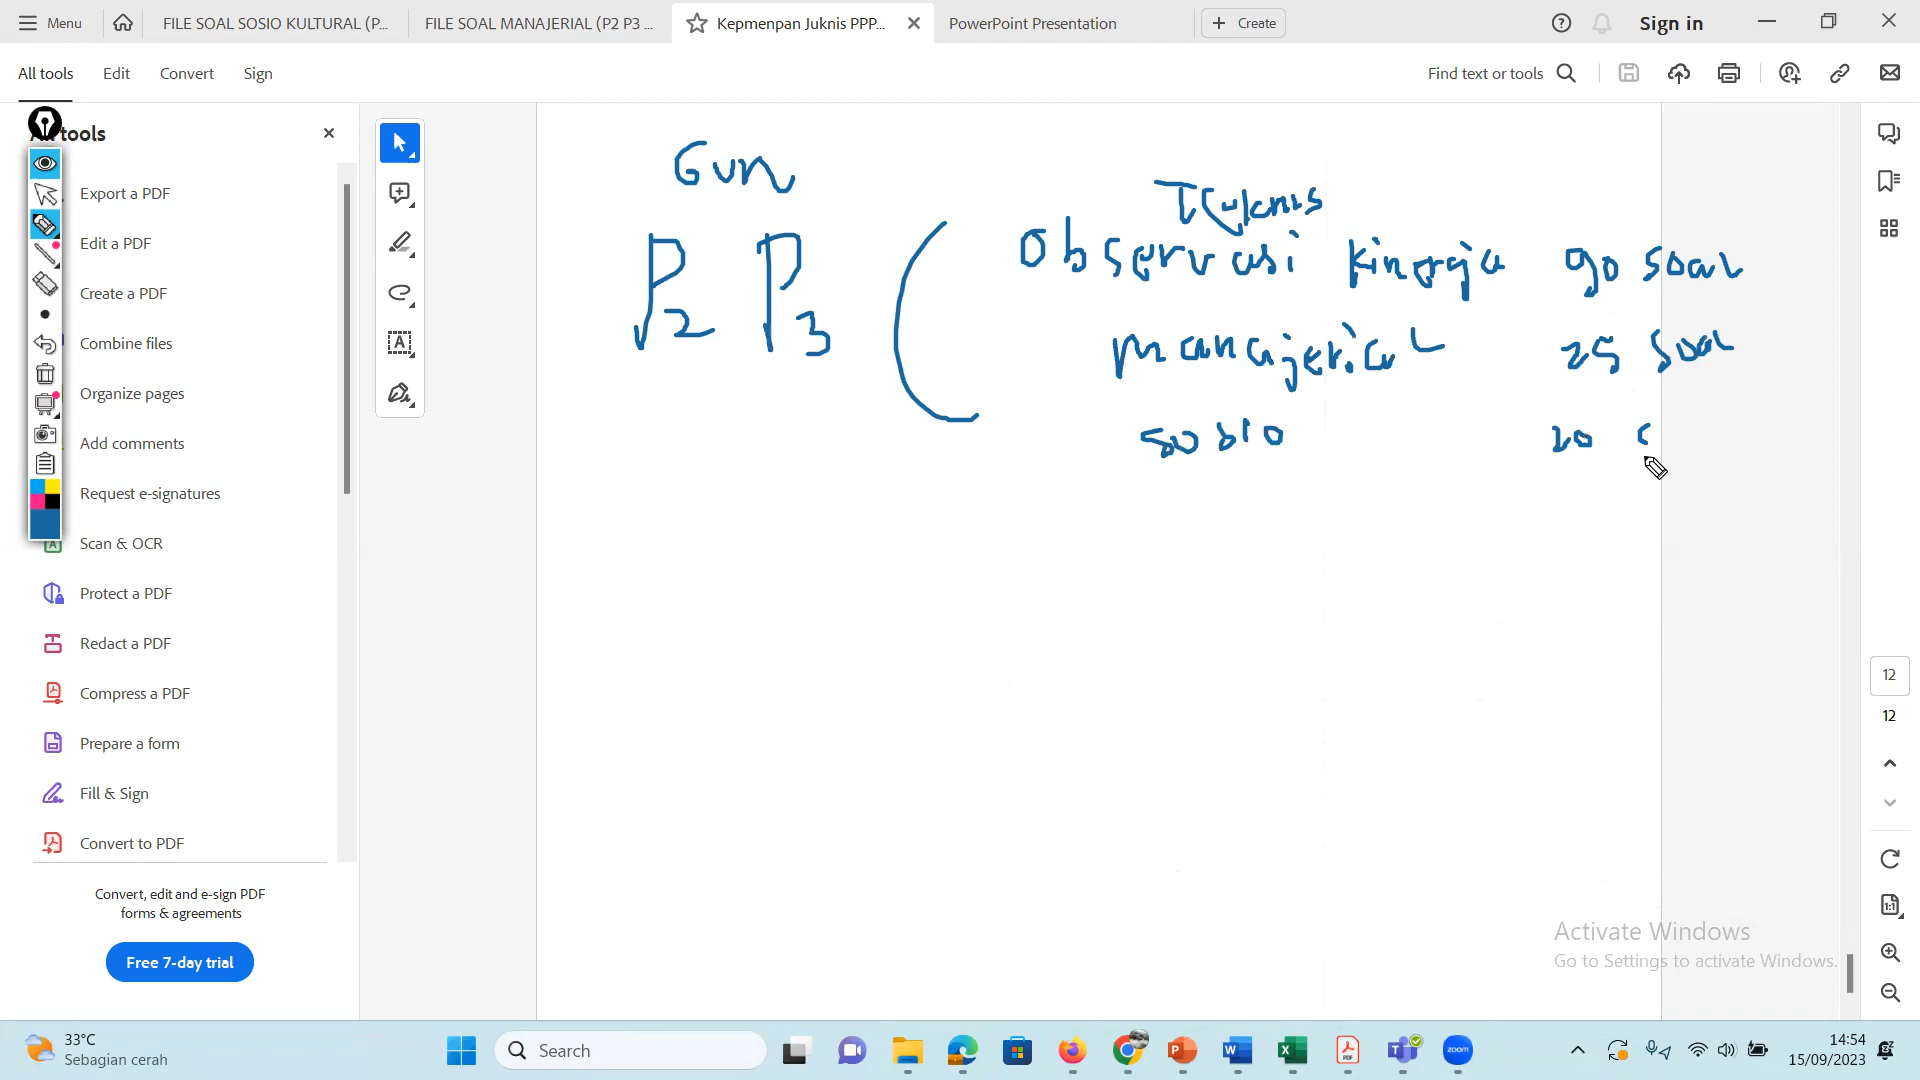 Menu FILE SOAL SOSIO KULTURAL (P... FILE SOAL MANAJERIAL (P2 P3 ... Kepmenpan Juknis PPP... PowerPoint Presentation Create Sign in
All tools Edit Convert Sign Find text or tools
tools
Export a PDF
Edit a PDF
Create a PDF
Combine files
Organize pages
Add comments
Request e-signatures
Scan & OCR
Protect a PDF
Redact a PDF
Compress a PDF
Prepare a form
Fill & Sign
Convert to PDF
Convert, edit and e-sign PDF
forms & agreements
Free 7-day trial
P2 P3
Observasi kinerja 90 soal
manajerial 25 soal
sosio 20
12
12
Activate Windows
Go to Settings to activate Windows.
33°C
Sebagian cerah
Search
zoom
14:54
15/09/2023